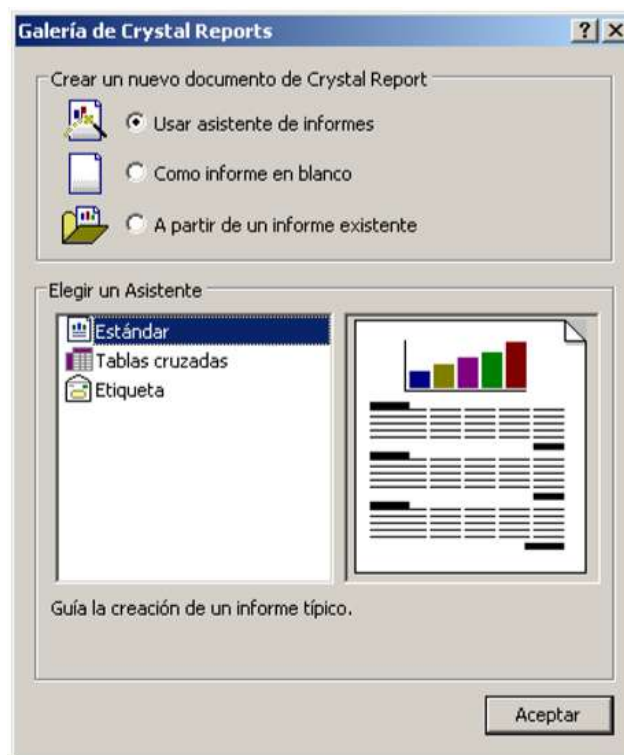 Galería de Crystal Reports
Crear un nuevo documento de Crystal Report
Usar asistente de informes
Como informe en blanco
A partir de un informe existente
Elegir un Asistente
Estándar
Tablas cruzadas
Etiqueta
Guía la creación de un informe típico.
Aceptar